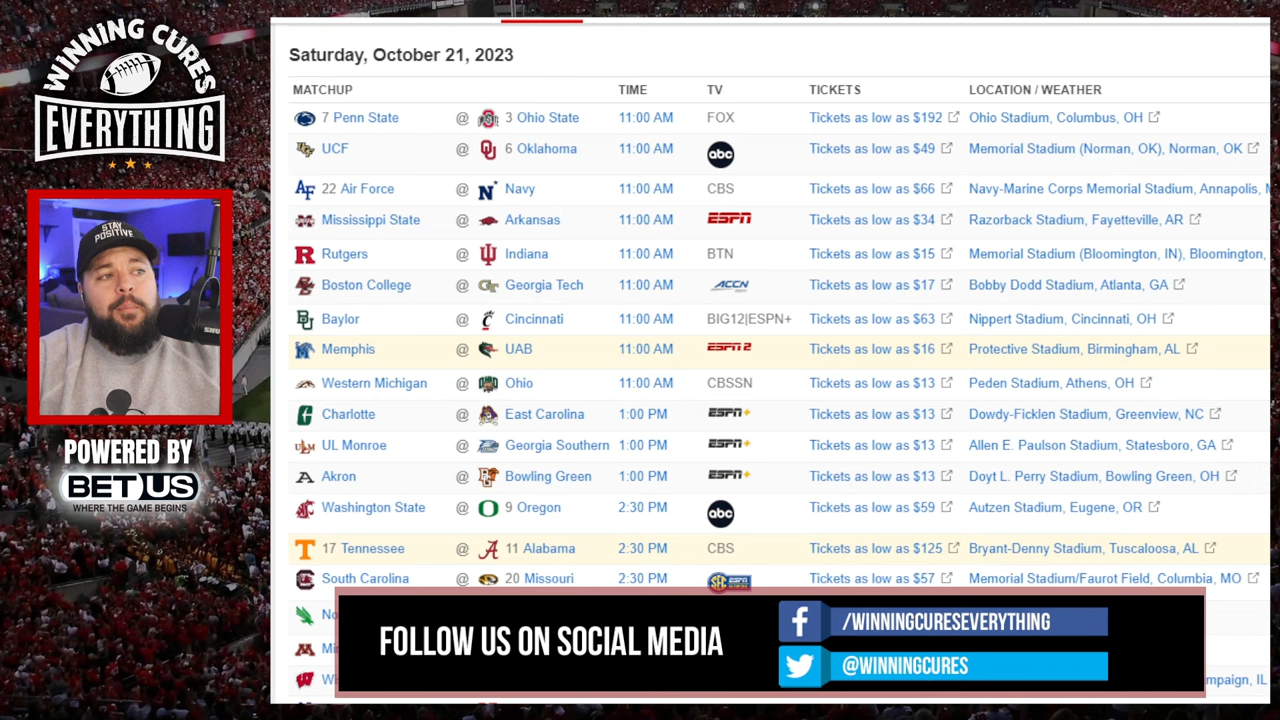 WINNING CURES
EVERYTHING
STAY
POSITIVE
SHU
POWERED BY
BETUS
WHERE THE GAME BEGINS
Saturday, October 21, 2023
MATCHUP TIME TV TICKETS LOCATION / WEATHER
7 Penn State @ 3 Ohio State 11:00 AM FOX Tickets as low as $192 Ohio Stadium, Columbus, OH
UCF @ OU 6 Oklahoma 11:00 AM abc Tickets as low as $49 Memorial Stadium (Norman, OK), Norman, OK
AF 22 Air Force @ N Navy 11:00 AM CBS Tickets as low as $66 Navy-Marine Corps Memorial Stadium, Annapolis,
Mississippi State @ Arkansas 11:00 AM ESPN Tickets as low as $34 Razorback Stadium, Fayetteville, AR
R Rutgers @ Indiana 11:00 AM BTN Tickets as low as $15 Memorial Stadium (Bloomington, IN), Bloomington,
Boston College @ GT Georgia Tech 11:00 AM ACCN Tickets as low as $17 Bobby Dodd Stadium, Atlanta, GA
BU Baylor @ C Cincinnati 11:00 AM BIG12|ESPN+ Tickets as low as $63 Nippert Stadium, Cincinnati, OH
Memphis @ UAB 11:00 AM ESPN 2 Tickets as low as $16 Protective Stadium, Birmingham, AL
Western Michigan @ Ohio 11:00 AM CBSSN Tickets as low as $13 Peden Stadium, Athens, OH
C Charlotte @ East Carolina 1:00 PM ESPN+ Tickets as low as $13 Dowdy-Ficklen Stadium, Greenview, NC
ULM UL Monroe @ Georgia Southern 1:00 PM ESPN+ Tickets as low as $13 Allen E. Paulson Stadium, Statesboro, GA
A Akron @ Bowling Green 1:00 PM ESPN+ Tickets as low as $13 Doyt L. Perry Stadium, Bowling Green, OH
Washington State @ O 9 Oregon 2:30 PM abc Tickets as low as $59 Autzen Stadium, Eugene, OR
T 17 Tennessee @ A 11 Alabama 2:30 PM CBS Tickets as low as $125 Bryant-Denny Stadium, Tuscaloosa, AL
South Carolina @ 20 Missouri 2:30 PM SEC ESPN Tickets as low as $57 Memorial Stadium/Faurot Field, Columbia, MO
No
M Mi
W Wi mpaign, IL
FOLLOW US ON SOCIAL MEDIA
f /WINNINGCURESEVERYTHING
@WINNINGCURES